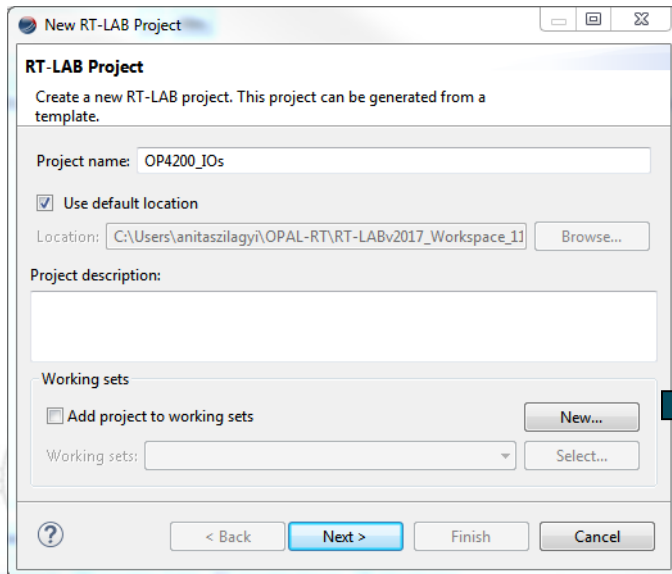 New RT-LAB Project
RT-LAB Project
Create a new RT-LAB project. This project can be generated from a
template.
Project name: OP4200_IOs
Use default location
Location: C:\Users\anitaszilagyi\OPAL-RT\RT-LABv2017_Workspace_11 Browse...
Project description:
Working sets
Add project to working sets New...
Working sets: Select...
? < Back Next > Finish Cancel